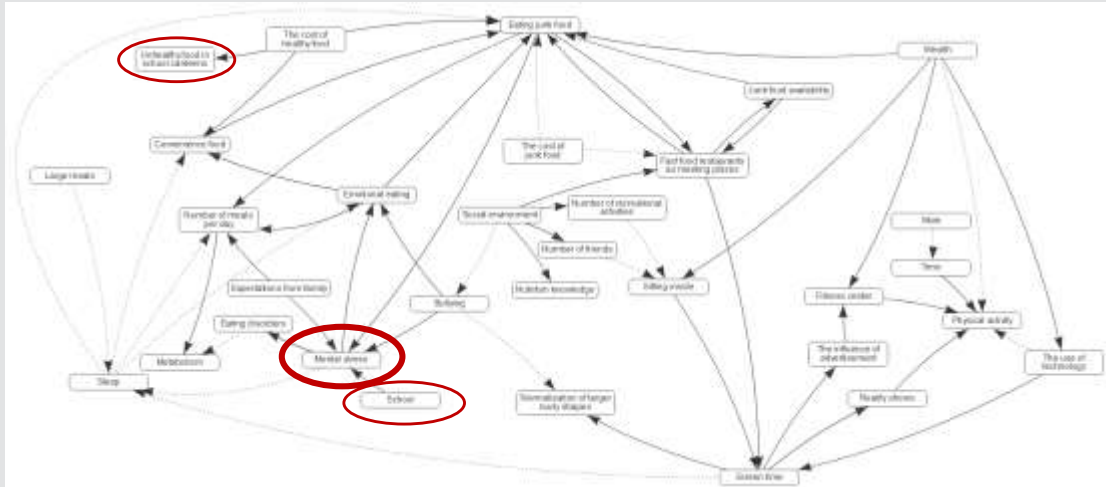 Eating junk food
The cost of
healthy food
Unhealthy food in
school canteens
Wealth
Junk food availability
Convenience food
The cost of
junk food
Fast food restaurants
as meeting places
Large meals
Emotional eating
Number of meals
per day
Social environment
Number of recreational
activities
Main
Number of friends
Time
Expectations from family
Nutrition knowledge
Sitting inside
Bullying
Fitness center
Eating disorders
Physical activity
Metabolism
Mental stress
The influence of
advertisement
The use of
technology
Sleep
School
Normalization of larger
body shapes
Reality shows
Screen time